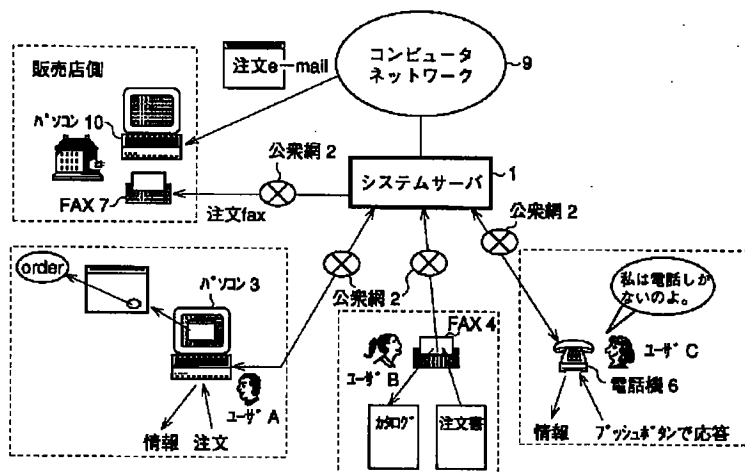 販売店側
注文e-mail
コンピュータ
ネットワーク
9
パソコン 10
公衆網 2
システムサーバ
1
FAX 7
注文fax
公衆網 2
order
パソコン 3
公衆網 2
私は電話しか
ないのよ。
FAX 4
ユーザ B
ユーザ C
電話機 6
ユーザ A
情報
注文
カタログ
注文書
情報
プッシュボタンで応答